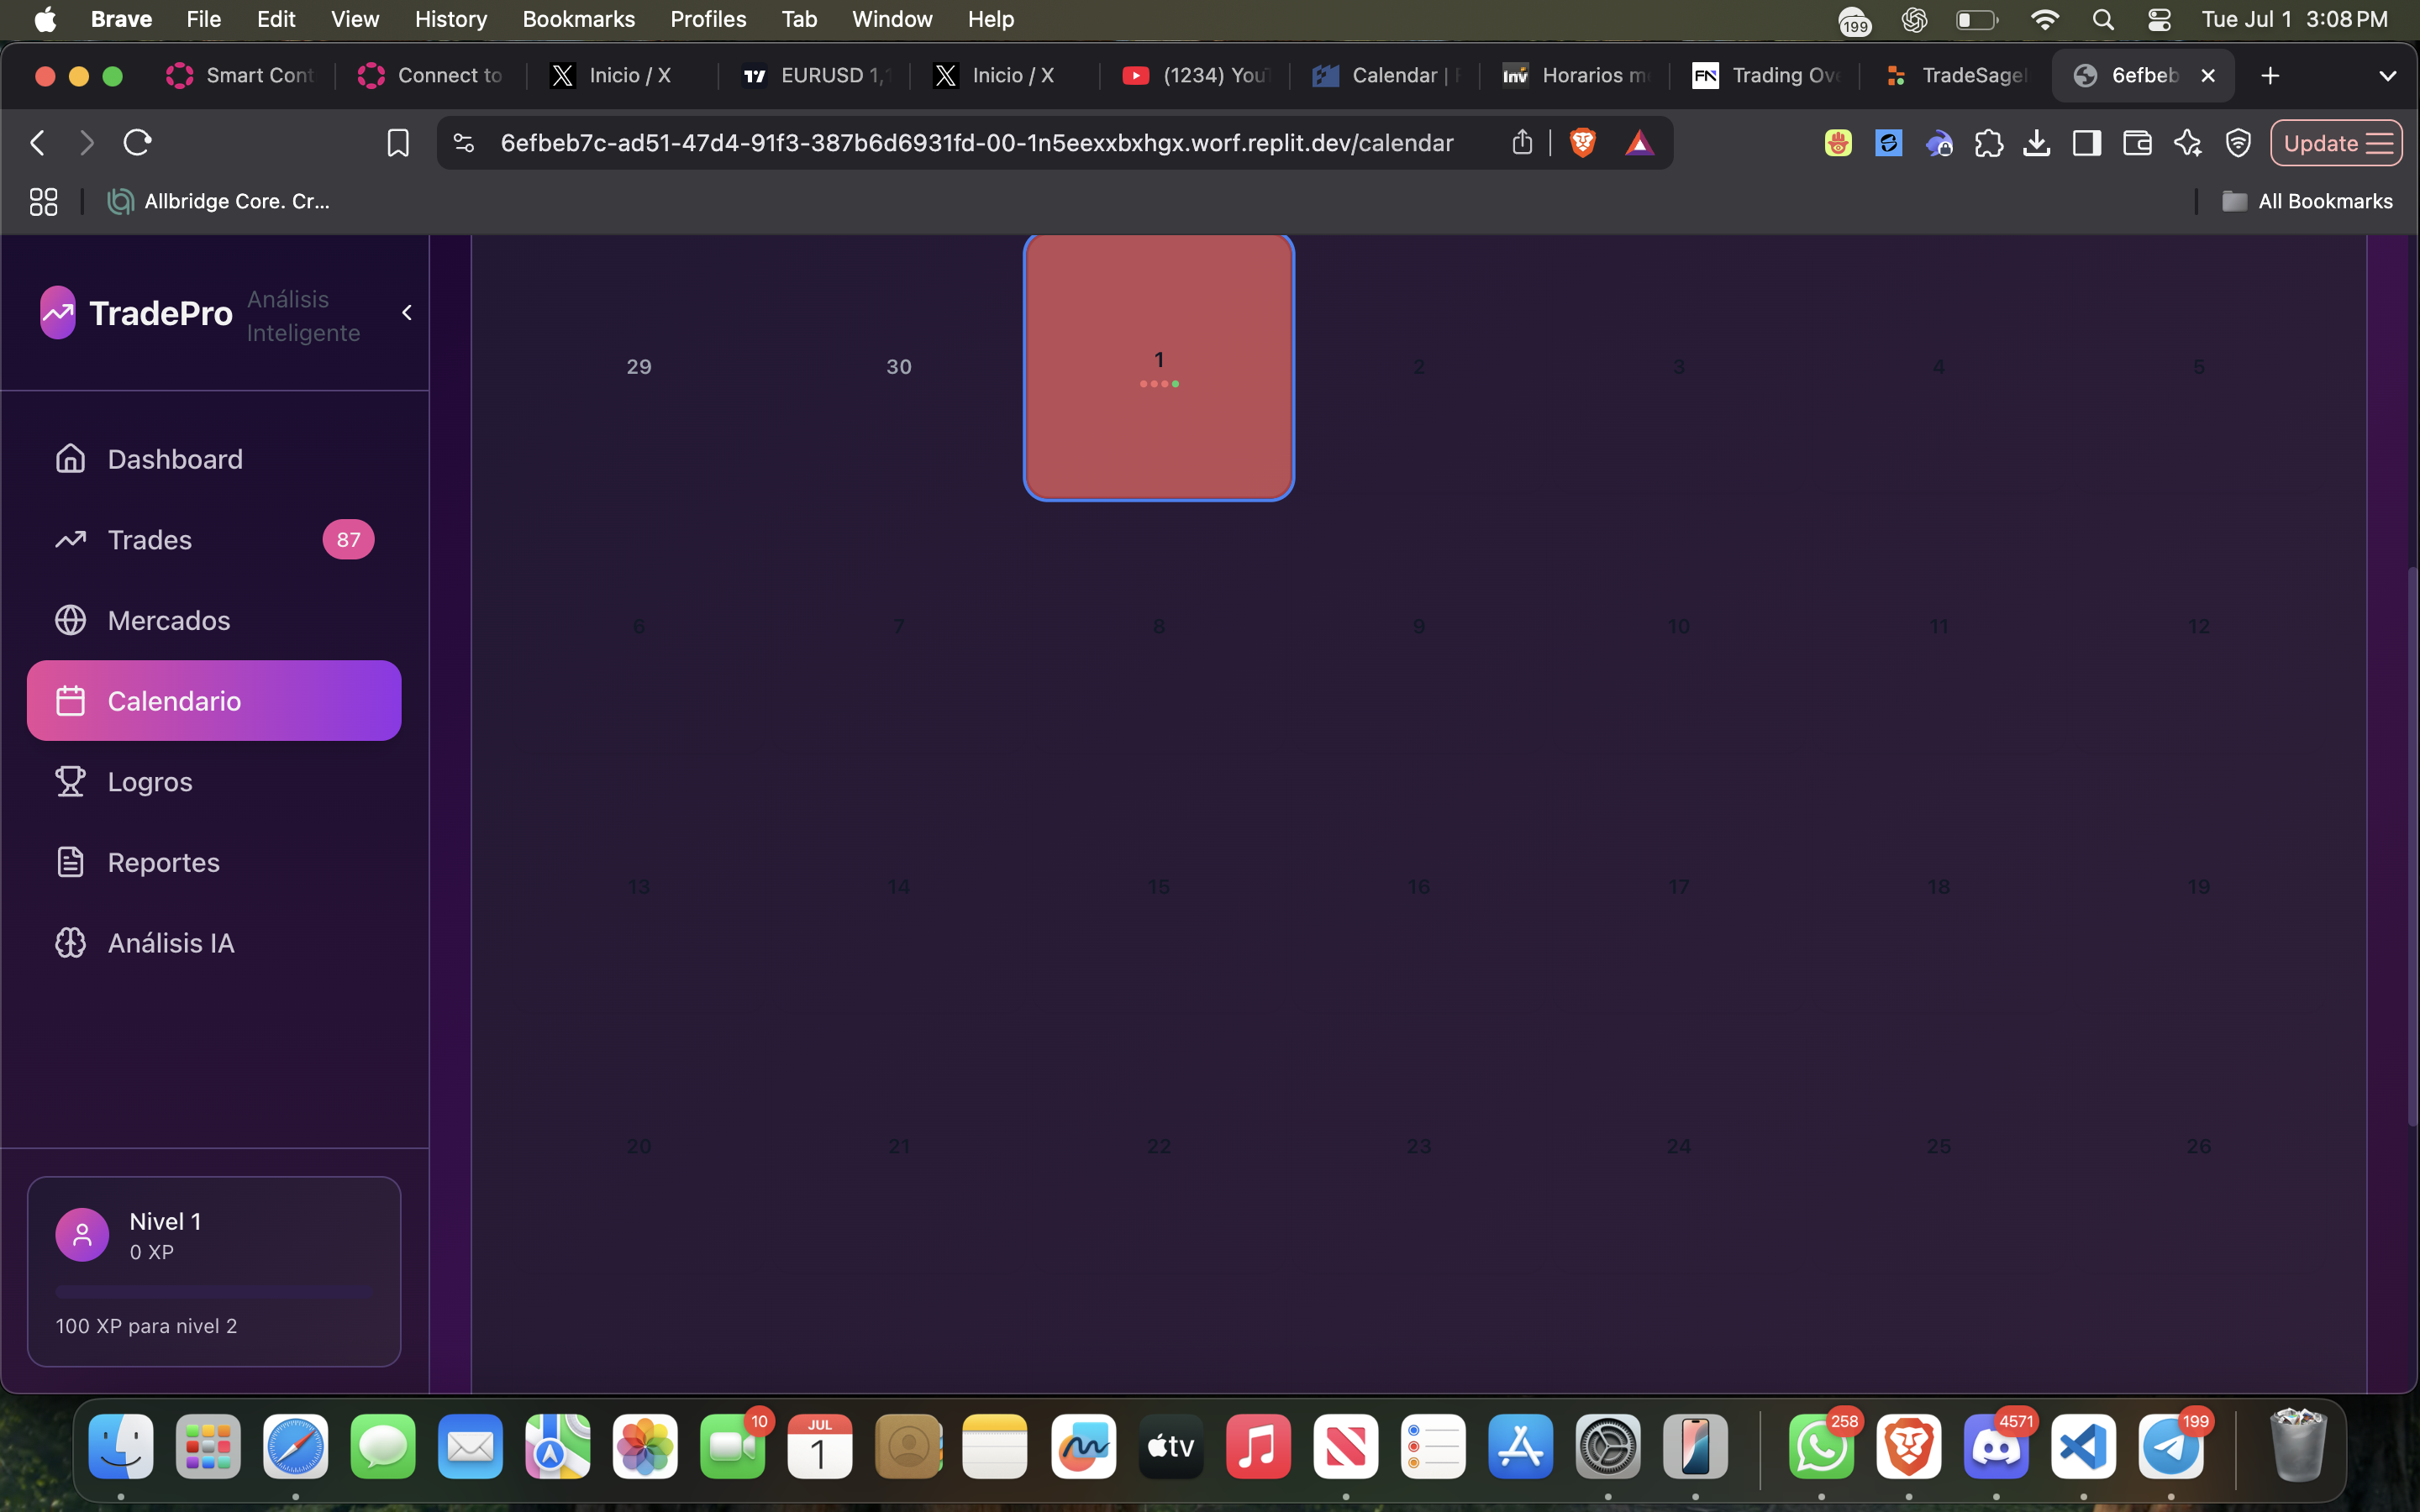 Brave File Edit View History Bookmarks Profiles Tab Window Help 199 Tue Jul 1 3:08 PM
Smart Cont Connect to Inicio / X EURUSD 1,1 Inicio / X (1234) YouT Calendar | F Horarios me Trading Ove TradeSage 6efbeb
6efbeb7c-ad51-47d4-91f3-387b6d6931fd-00-1n5eexxbxhgx.worf.replit.dev/calendar Update
Allbridge Core. Cr... All Bookmarks
TradePro
Análisis
Inteligente
Dashboard
Trades 87
Mercados
Calendario
Logros
Reportes
Análisis IA
Nivel 1
0 XP
100 XP para nivel 2
29 30 1 2 3 4 5
6 7 8 9 10 11 12
13 14 15 16 17 18 19
20 21 22 23 24 25 26
10 JUL 1 tv 258 4571 199